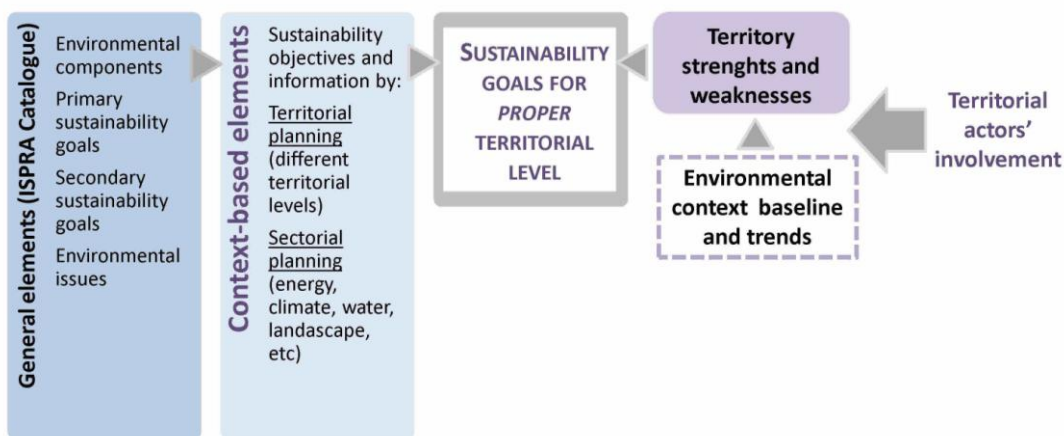 General elements (ISPRA Catalogue)
Environmental
components
Primary
sustainability
goals
Secondary
sustainability
goals
Environmental
issues
Context-based elements
Sustainability
objectives and
information by:
Territorial
planning
(different
territorial
levels)
Sectorial
planning
(energy,
climate, water,
landascape,
etc)
SUSTAINABILITY
GOALS FOR
PROPER
TERRITORIAL
LEVEL
Territory
strenghts and
weaknesses
Environmental
context baseline
and trends
Territorial
actors'
involvement